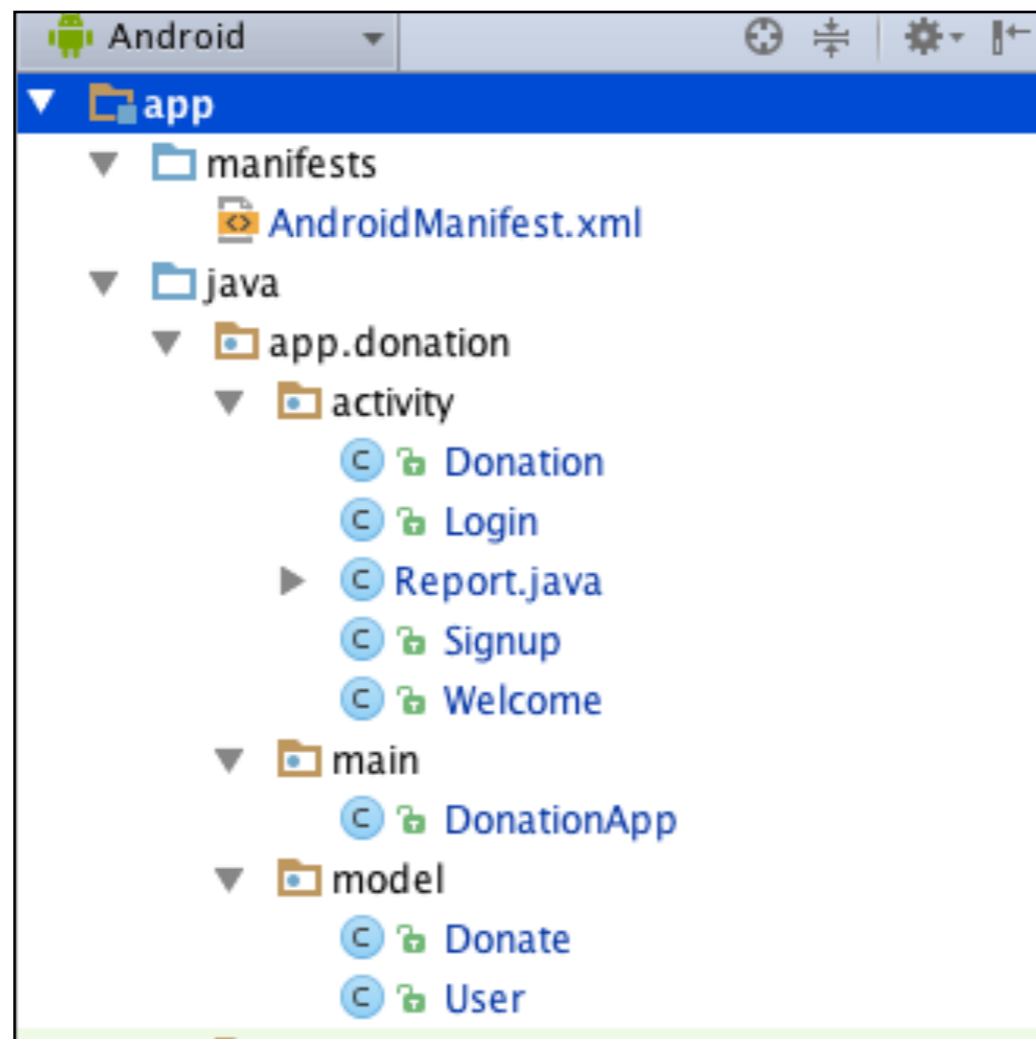 Android
app
manifests
AndroidManifest.xml
java
app.donation
activity
Donation
Login
Report.java
Signup
Welcome
main
DonationApp
model
Donate
User